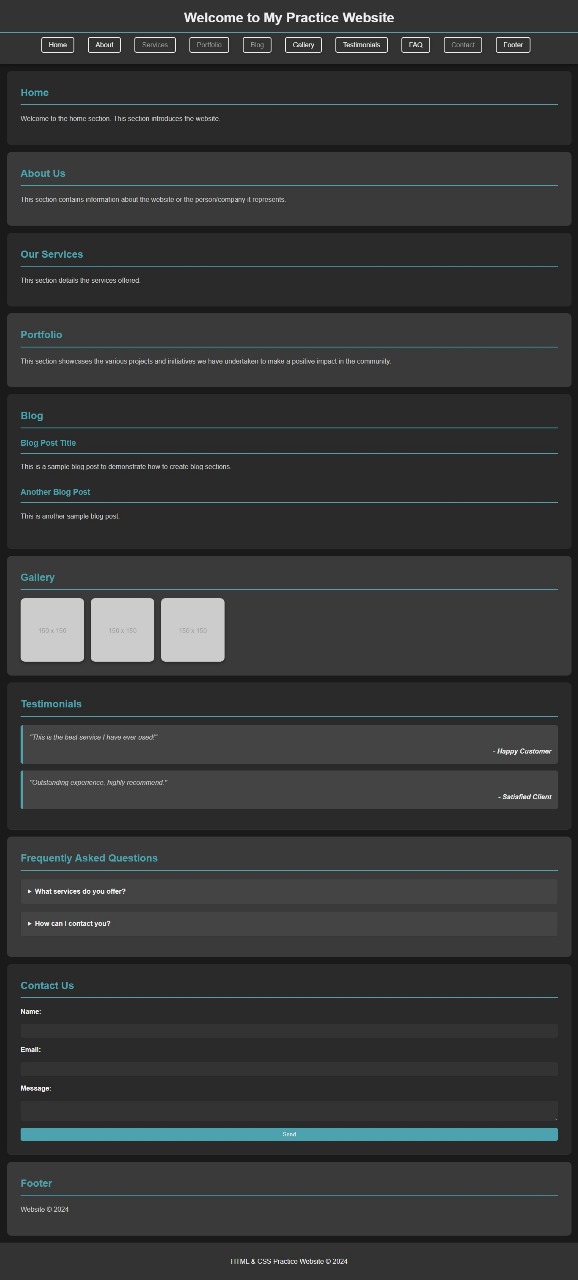 Welcome to My Practice Website
Home About Services Portfolio Blog Gallery Testimonials FAQ Contact Footer
Home
Welcome to the home section. This section introduces the website.
About Us
This section contains information about the website or the person/company it represents.
Our Services
This section details the services offered.
Portfolio
This section showcases the various projects and initiatives we have undertaken to make a positive impact in the community.
Blog
Blog Post Title
This is a sample blog post to demonstrate how to create blog sections.
Another Blog Post
This is another sample blog post.
Gallery
150 x 150 150 x 150 150 x 150
Testimonials
"This is the best service I have ever used!"
- Happy Customer
"Outstanding experience, highly recommend."
- Satisfied Client
Frequently Asked Questions
What services do you offer?
How can I contact you?
Contact Us
Name:
Email:
Message:
Send
Footer
Website © 2024
HTML & CSS Practice Website © 2024